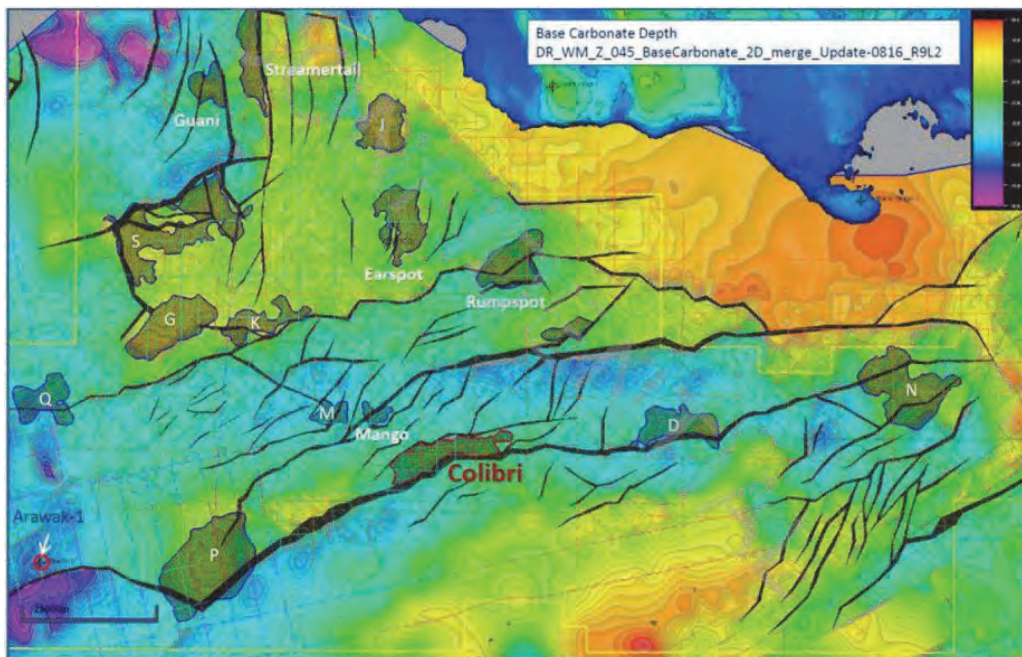 Base Carbonate Depth
DR_WM_Z_045_BaseCarbonate_2D_merge_Update-0816_R9L2
Streamertail
Guani
J
S
Earspot
Rumpspot
G
K
Q
M
Mango
D
N
Colibri
Arawak-1
P